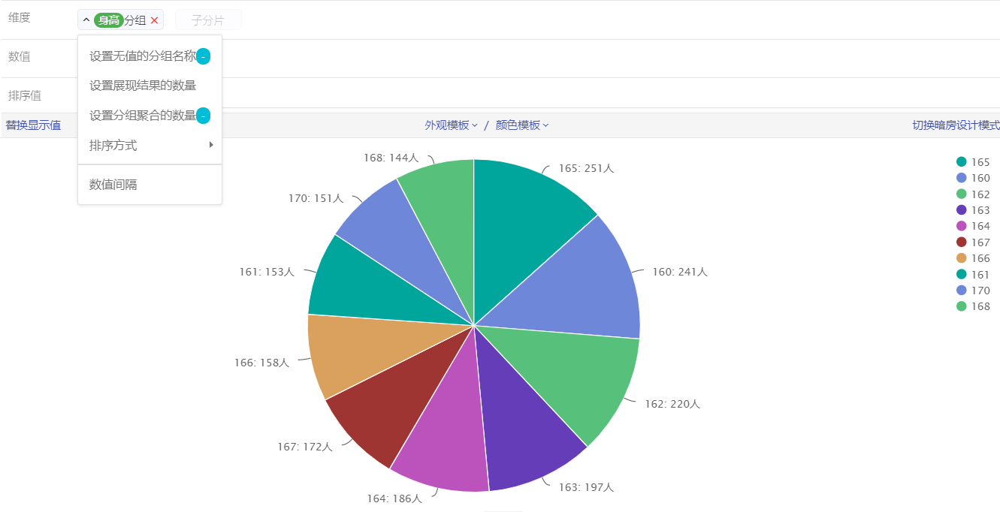 维度
身高分组
子分片
设置无值的分组名称 -
数值
设置展现结果的数量
排序值
设置分组聚合的数量 -
替换显示值
外观模板 / 颜色模板
切换暗房设计模式
排序方式
数值间隔
168: 144人
165: 251人
170: 151人
161: 153人
160: 241人
166: 158人
162: 220人
167: 172人
163: 197人
164: 186人
165
160
162
163
164
167
166
161
170
168